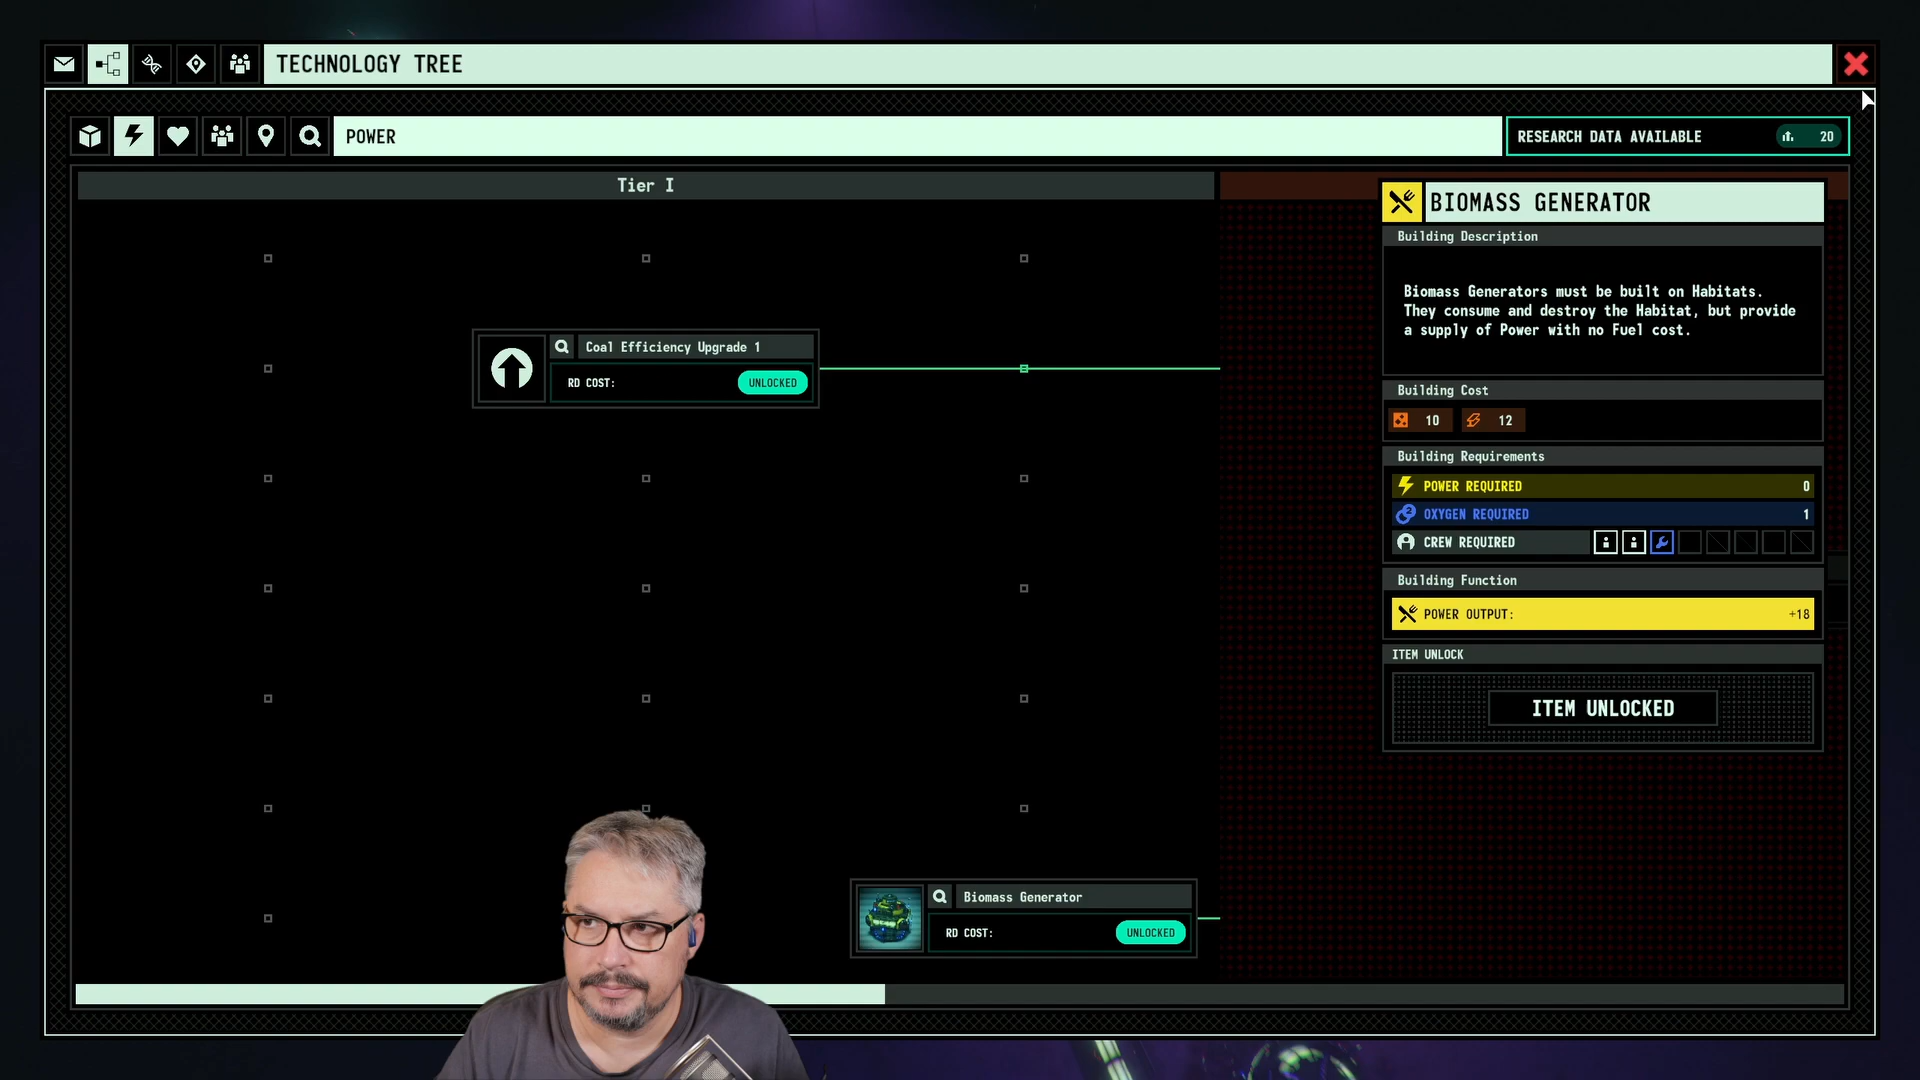 TECHNOLOGY TREE
POWER
RESEARCH DATA AVAILABLE 20
Tier I
BIOMASS GENERATOR
Building Description
Biomass Generators must be built on Habitats.
They consume and destroy the Habitat, but provide
a supply of Power with no Fuel cost.
Coal Efficiency Upgrade 1
RD COST: UNLOCKED
Building Cost
10 12
Building Requirements
POWER REQUIRED 0
OXYGEN REQUIRED 1
CREW REQUIRED
Building Function
POWER OUTPUT: +18
ITEM UNLOCK
ITEM UNLOCKED
Biomass Generator
RD COST: UNLOCKED